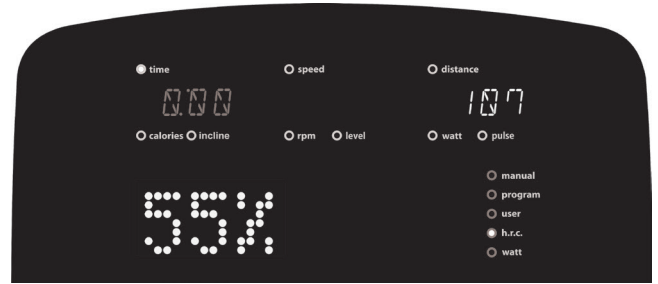 time speed distance
0:00 107
calories incline rpm level watt pulse
manual
program
user
55% h.r.c.
watt